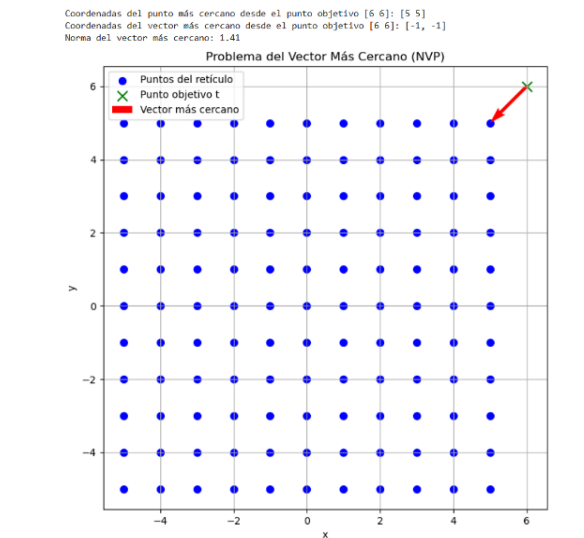 Coordenadas del punto más cercano desde el punto objetivo [6 6]: [5 5]
Coordenadas del vector más cercano desde el punto objetivo [6 6]: [-1, -1]
Norma del vector más cercano: 1.41
Problema del Vector Más Cercano (NVP)
Puntos del retículo
Punto objetivo t
Vector más cercano
6
4
2
0
−2
−4
y
−4 −2 0 2 4 6
x